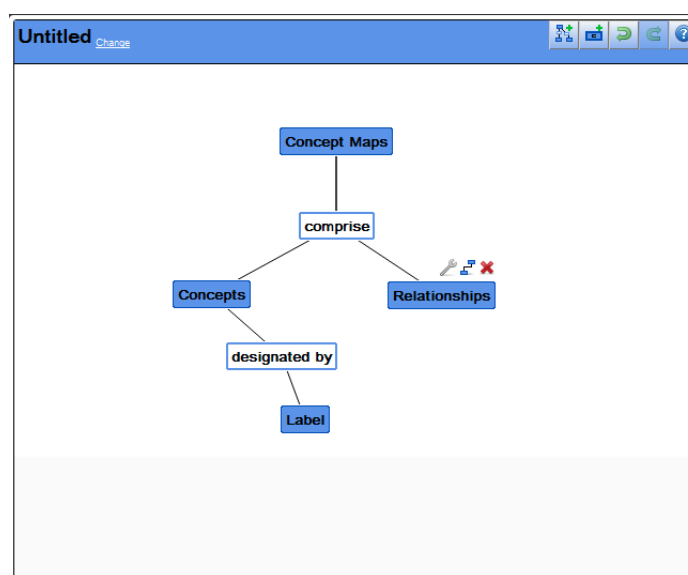 Untitled Change
Concept Maps
comprise
Concepts
Relationships
designated by
Label